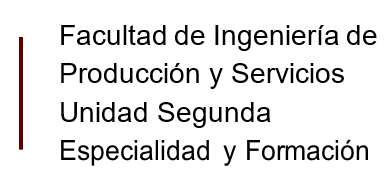 Facultad de Ingeniería de
Producción y Servicios
Unidad Segunda
Especialidad y Formación